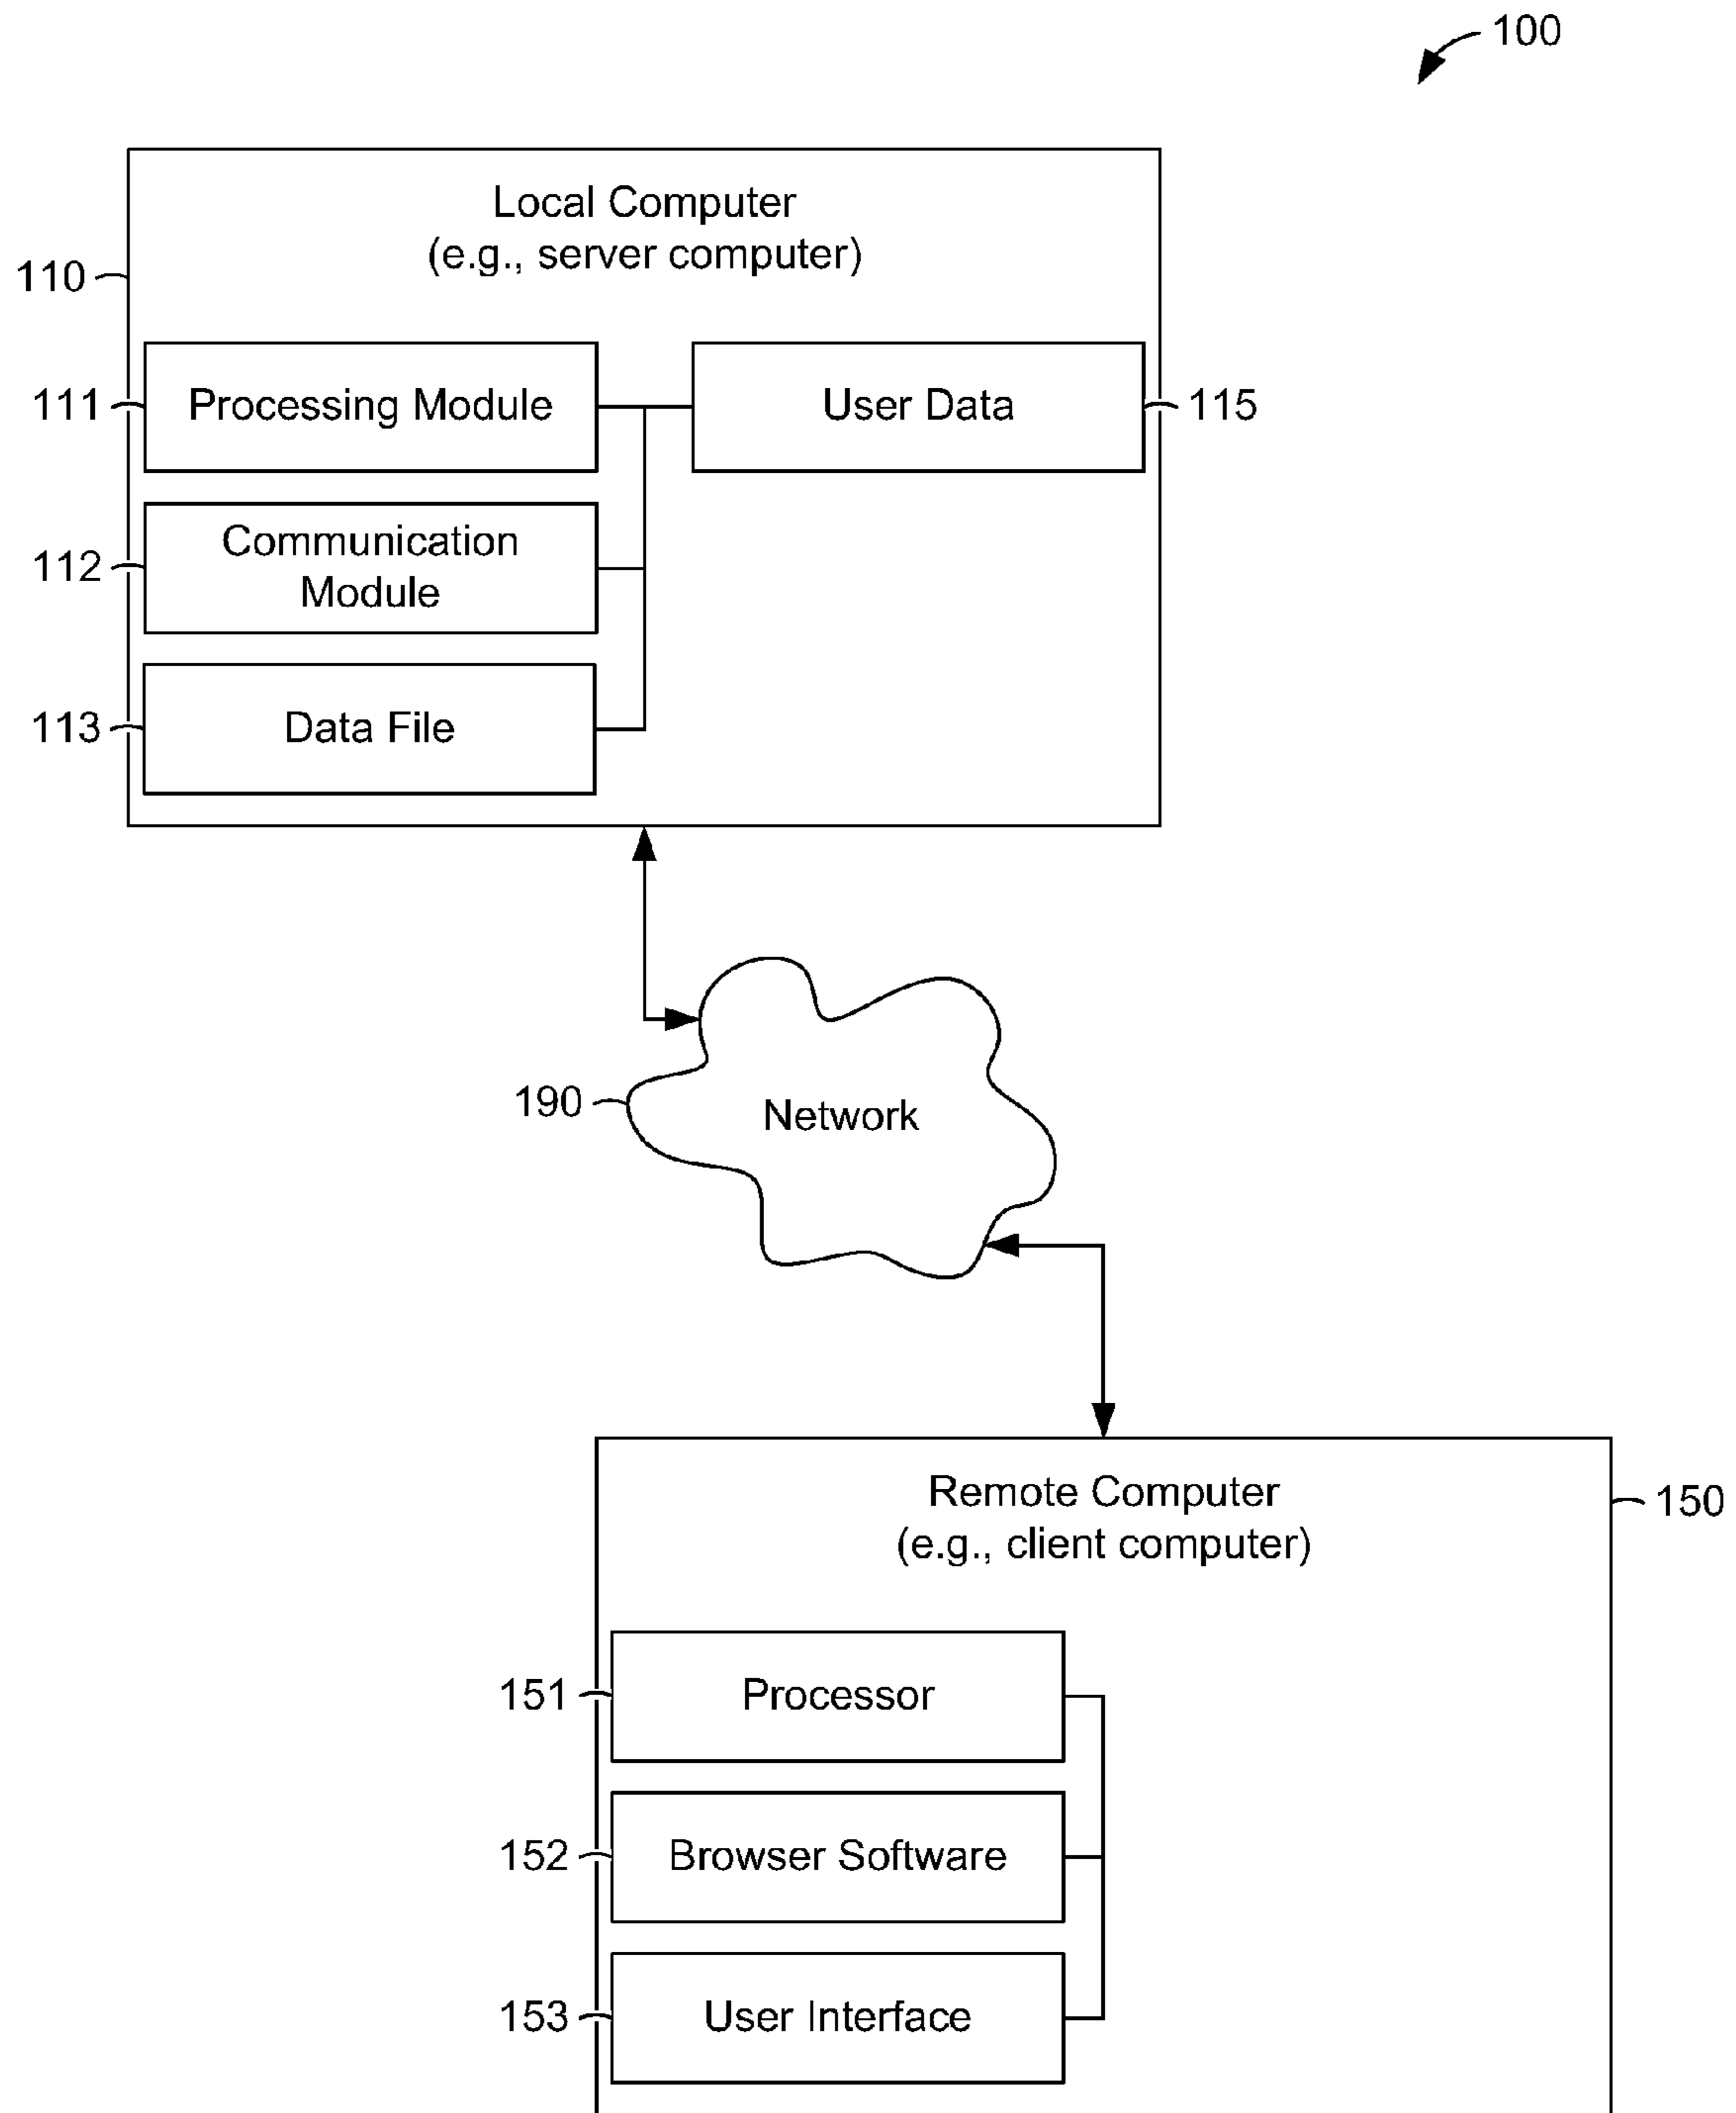 100
Local Computer
(e.g., server computer)
110
111
Processing Module
User Data
115
112
Communication
Module
113
Data File
190
Network
Remote Computer
(e.g., client computer)
150
151
Processor
152
Browser Software
153
User Interface